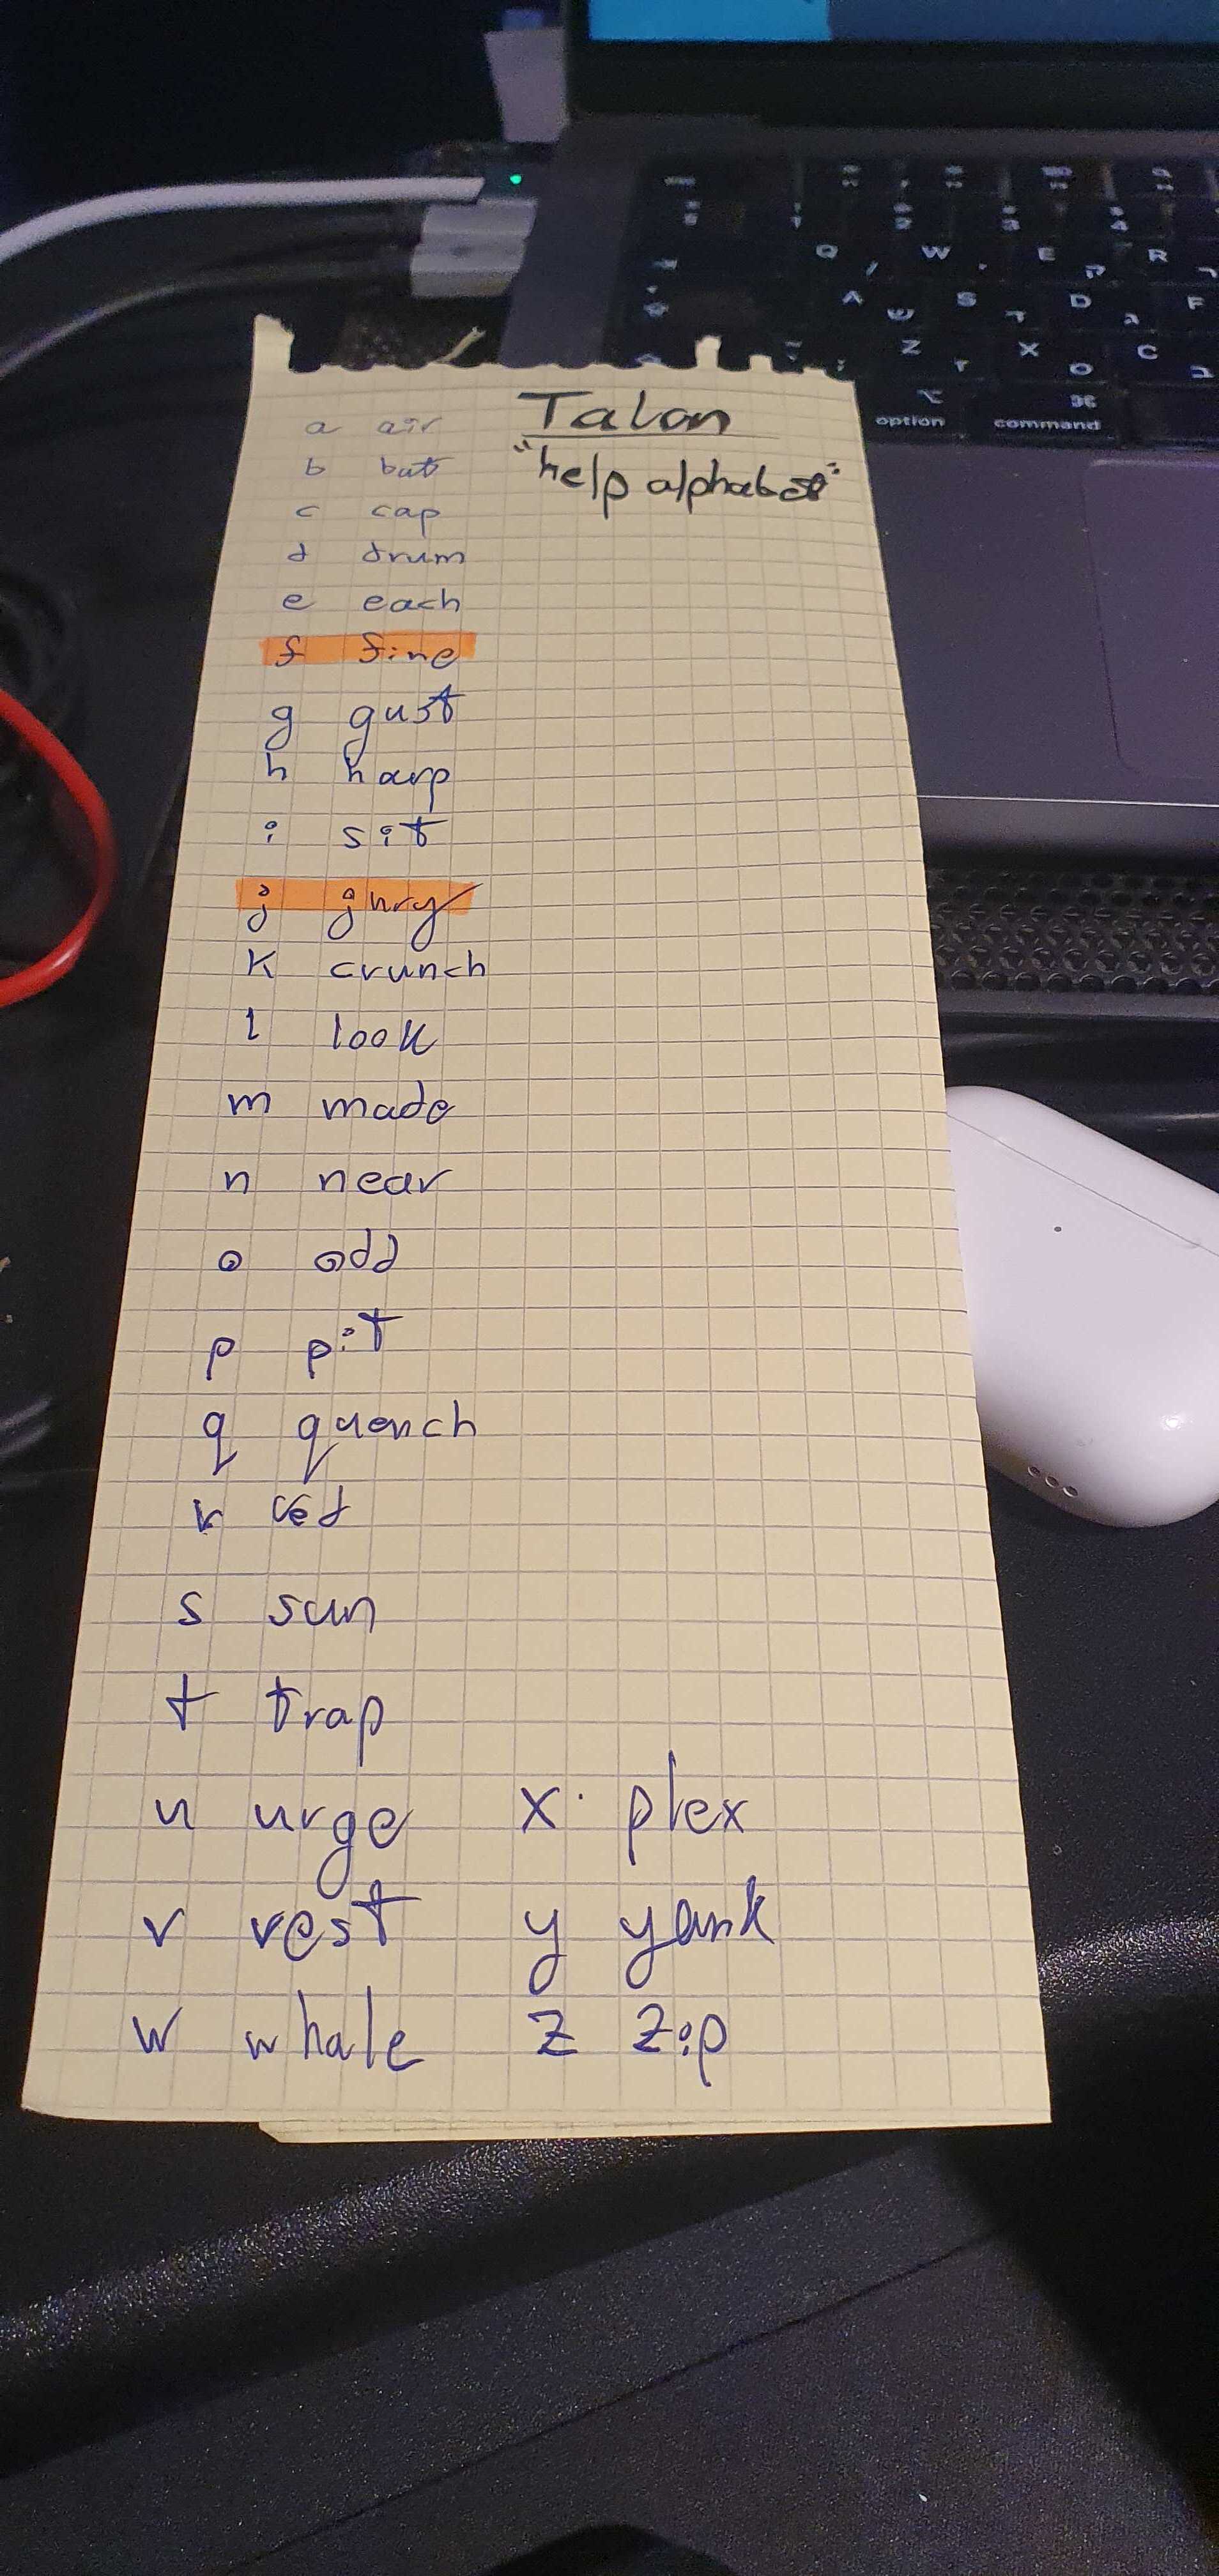 Q W E R
A S D F
Z X C
option command
Talon
"help alphabet"
a air
b bat
c cap
d drum
e each
f fine
g gust
h harp
i sit
j jury
k crunch
l look
m made
n near
o odd
p pit
q quench
r red
s sun
t trap
u urge
v vest
w whale
x plex
y yank
z zip